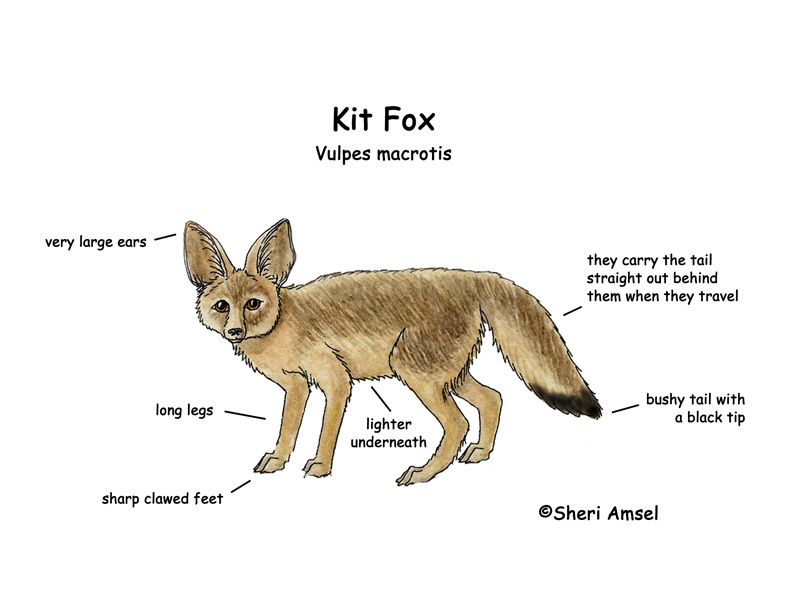 Kit Fox
Vulpes macrotis
very large ears
they carry the tail
straight out behind
them when they travel
long legs
lighter
underneath
bushy tail with
a black tip
sharp clawed feet
©Sheri Amsel